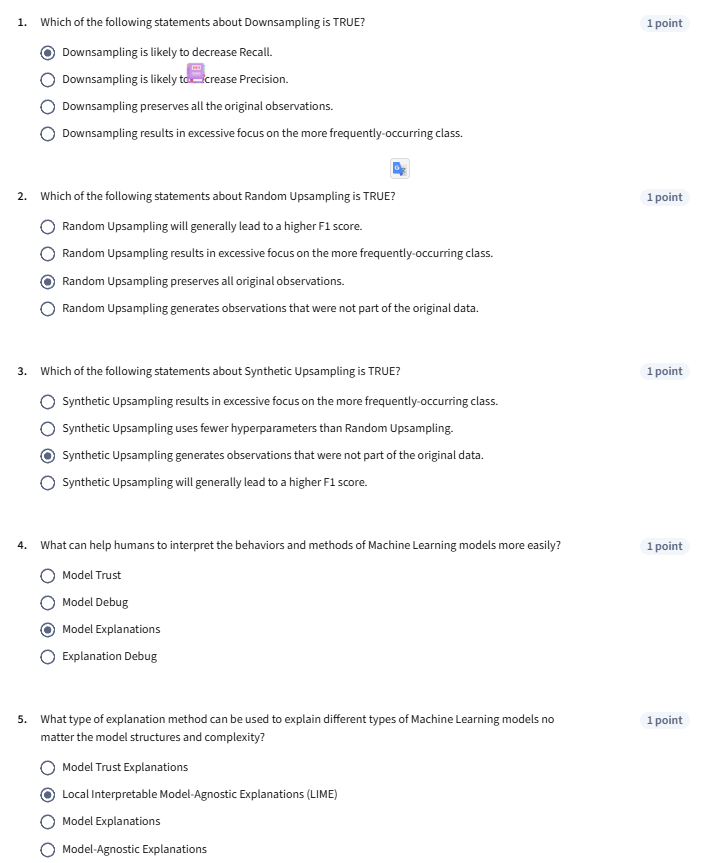 1. Which of the following statements about Downsampling is TRUE? 1 point
Downsampling is likely to decrease Recall.
Downsampling is likely to crease Precision.
Downsampling preserves all the original observations.
Downsampling results in excessive focus on the more frequently-occurring class.
2. Which of the following statements about Random Upsampling is TRUE? 1 point
Random Upsampling will generally lead to a higher F1 score.
Random Upsampling results in excessive focus on the more frequently-occurring class.
Random Upsampling preserves all original observations.
Random Upsampling generates observations that were not part of the original data.
3. Which of the following statements about Synthetic Upsampling is TRUE? 1 point
Synthetic Upsampling results in excessive focus on the more frequently-occurring class.
Synthetic Upsampling uses fewer hyperparameters than Random Upsampling.
Synthetic Upsampling generates observations that were not part of the original data.
Synthetic Upsampling will generally lead to a higher F1 score.
4. What can help humans to interpret the behaviors and methods of Machine Learning models more easily? 1 point
Model Trust
Model Debug
Model Explanations
Explanation Debug
5. What type of explanation method can be used to explain different types of Machine Learning models no 1 point
matter the model structures and complexity?
Model Trust Explanations
Local Interpretable Model-Agnostic Explanations (LIME)
Model Explanations
Model-Agnostic Explanations